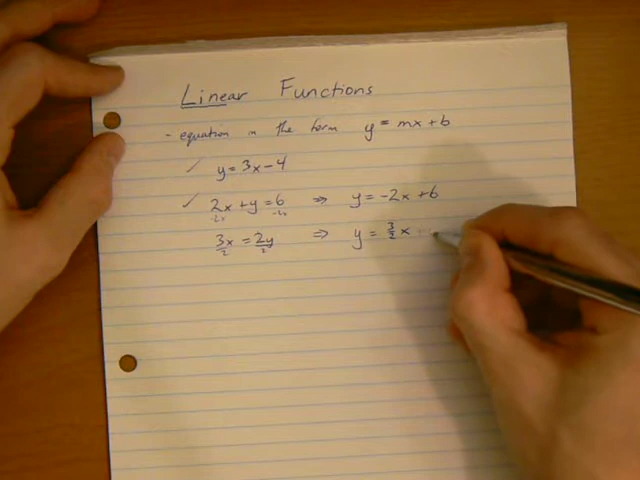 Linear Functions
- equation in the form y = mx + b
✓ y = 3x - 4
✓ 2x + y = 6 ⇒ y = -2x + 6
-2x -2x
3x/2 = 2y/2 ⇒ y = 3/2 x